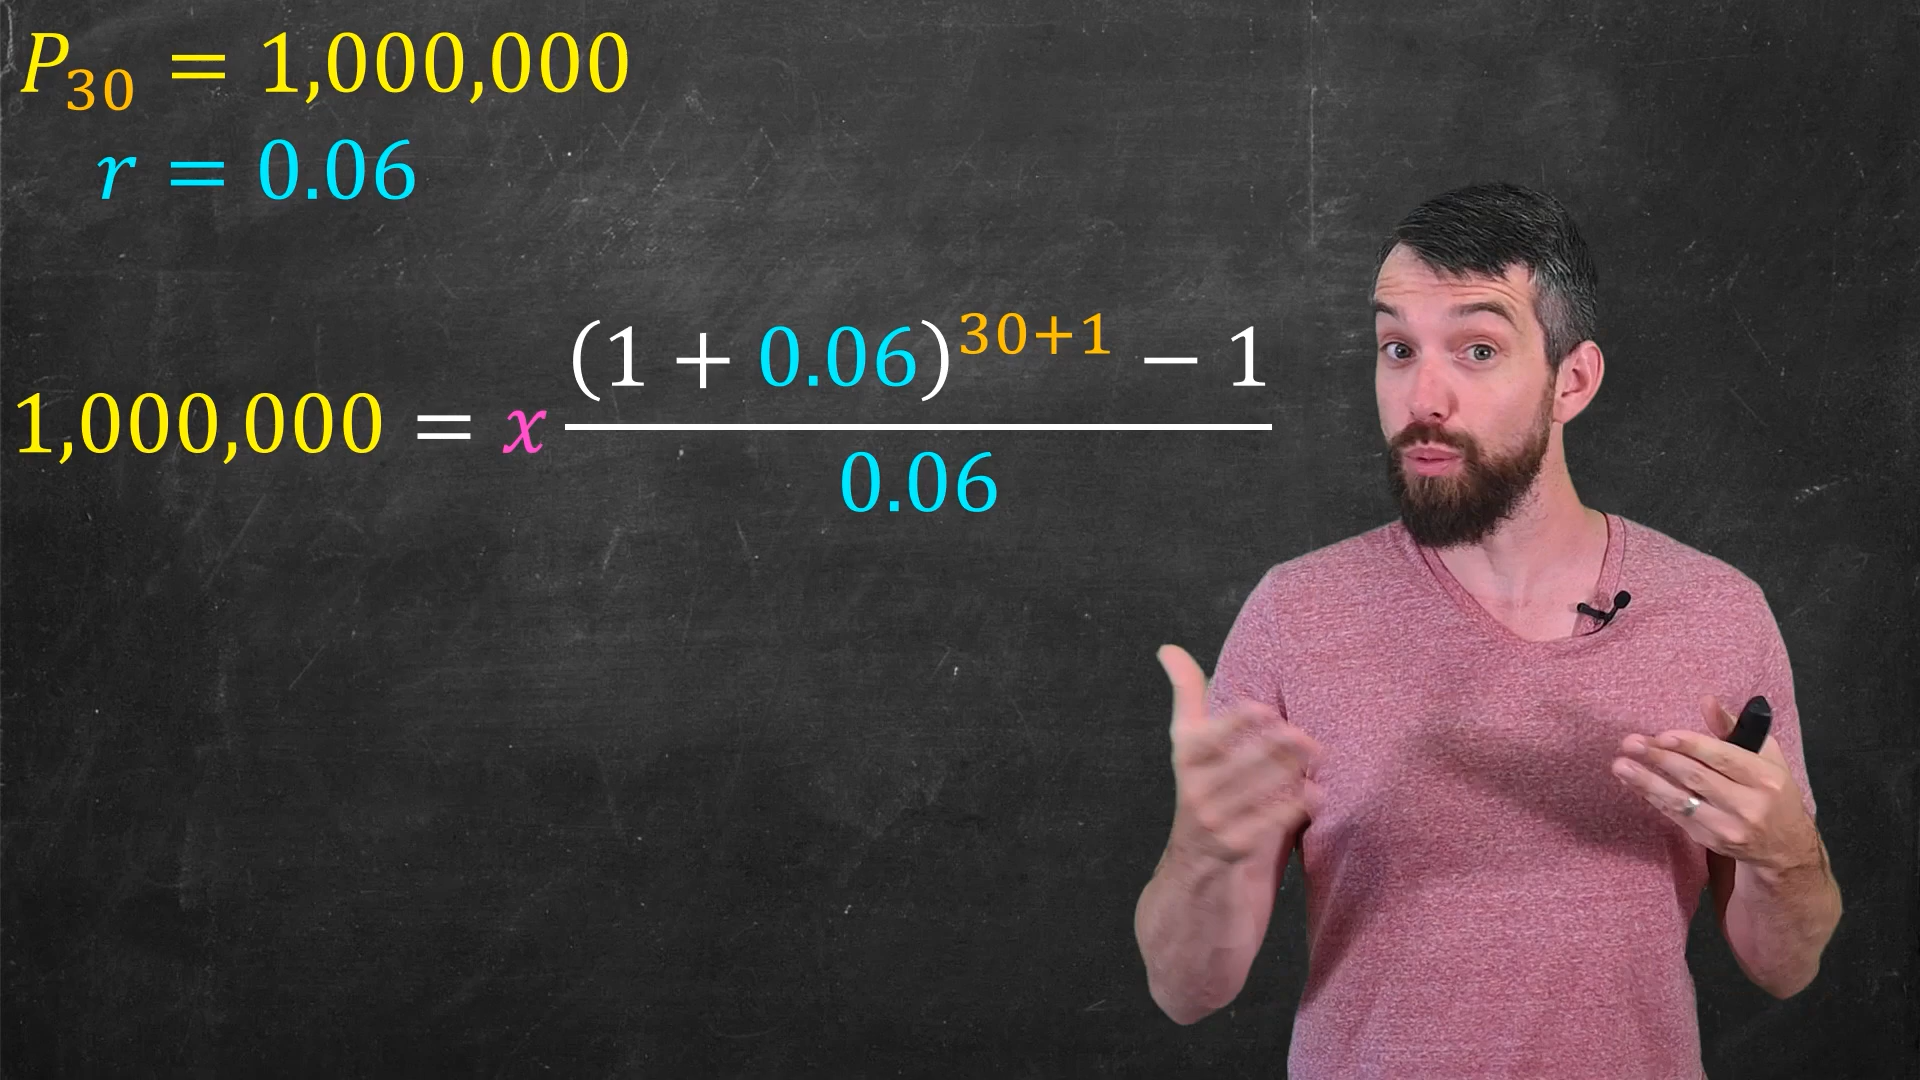 P₃₀ = 1,000,000
r = 0.06
1,000,000 = x ((1 + 0.06)³⁰⁺¹ − 1) / 0.06